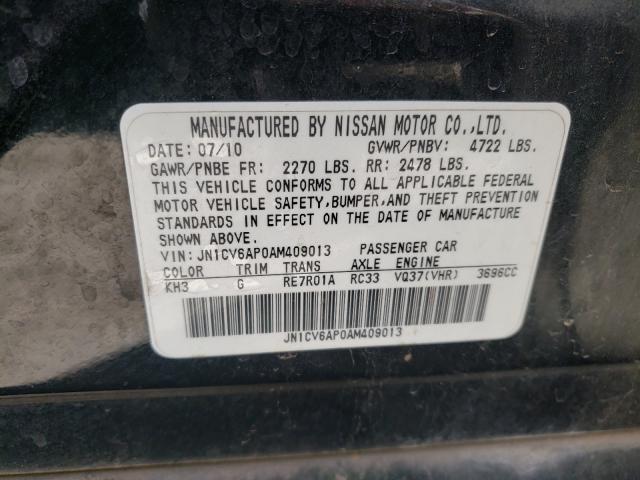 MANUFACTURED BY NISSAN MOTOR CO.,LTD.
DATE: 07/10 GVWR/PNBV: 4722 LBS.
GAWR/PNBE FR: 2270 LBS. RR: 2478 LBS.
THIS VEHICLE CONFORMS TO ALL APPLICABLE FEDERAL
MOTOR VEHICLE SAFETY,BUMPER,AND THEFT PREVENTION
STANDARDS IN EFFECT ON THE DATE OF MANUFACTURE
SHOWN ABOVE.
VIN: JN1CV6AP0AM409013 PASSENGER CAR
COLOR TRIM TRANS AXLE ENGINE
KH3 G RE7R01A RC33 VQ37(VHR) 3696CC
JN1CV6AP0AM409013